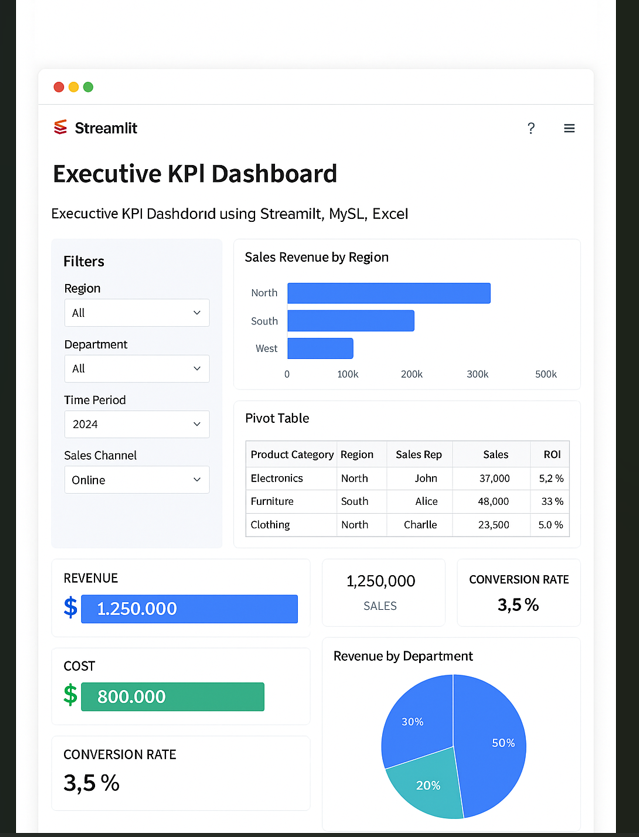 Streamlit
?
Executive KPI Dashboard
Execuctive KPI Dashdorıd using Streamilt, MySL, Excel
Filters
Region
All
Department
All
Time Period
2024
Sales Channel
Online
Sales Revenue by Region
North
South
West
0 100k 200k 300k 500k
Pivot Table
Product Category Region Sales Rep Sales ROI
Electronics North John 37,000 5,2 %
Furniture South Alice 48,000 33 %
Clothing North Charlle 23,500 5.0 %
REVENUE
$ 1.250.000
1,250,000
SALES
CONVERSION RATE
3,5 %
COST
$ 800.000
CONVERSION RATE
3,5 %
Revenue by Department
30%
50%
20%